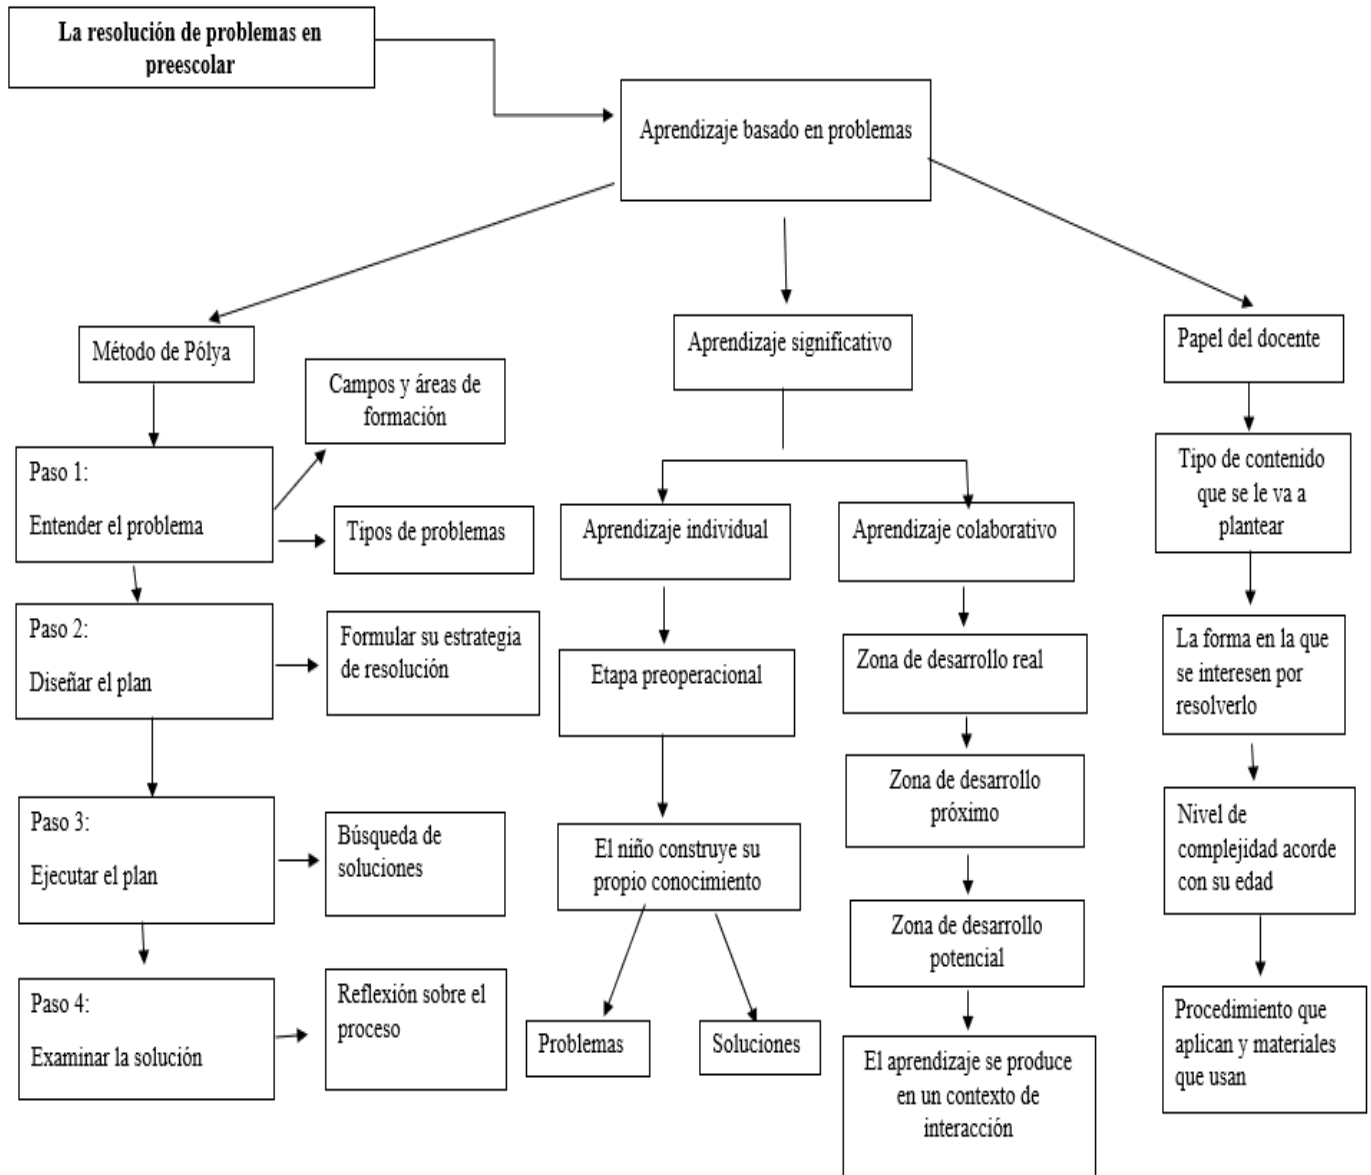 La resolución de problemas en
preescolar
Aprendizaje basado en problemas
Método de Pólya
Campos y áreas de
formación
Paso 1:
Entender el problema
Tipos de problemas
Paso 2:
Diseñar el plan
Formular su estrategia
de resolución
Paso 3:
Ejecutar el plan
Búsqueda de
soluciones
Paso 4:
Examinar la solución
Reflexión sobre el
proceso
Aprendizaje significativo
Aprendizaje individual
Etapa preoperacional
El niño construye su
propio conocimiento
Problemas
Soluciones
Aprendizaje colaborativo
Zona de desarrollo real
Zona de desarrollo
próximo
Zona de desarrollo
potencial
El aprendizaje se produce
en un contexto de
interacción
Papel del docente
Tipo de contenido
que se le va a
plantear
La forma en la que
se interesen por
resolverlo
Nivel de
complejidad acorde
con su edad
Procedimiento que
aplican y materiales
que usan